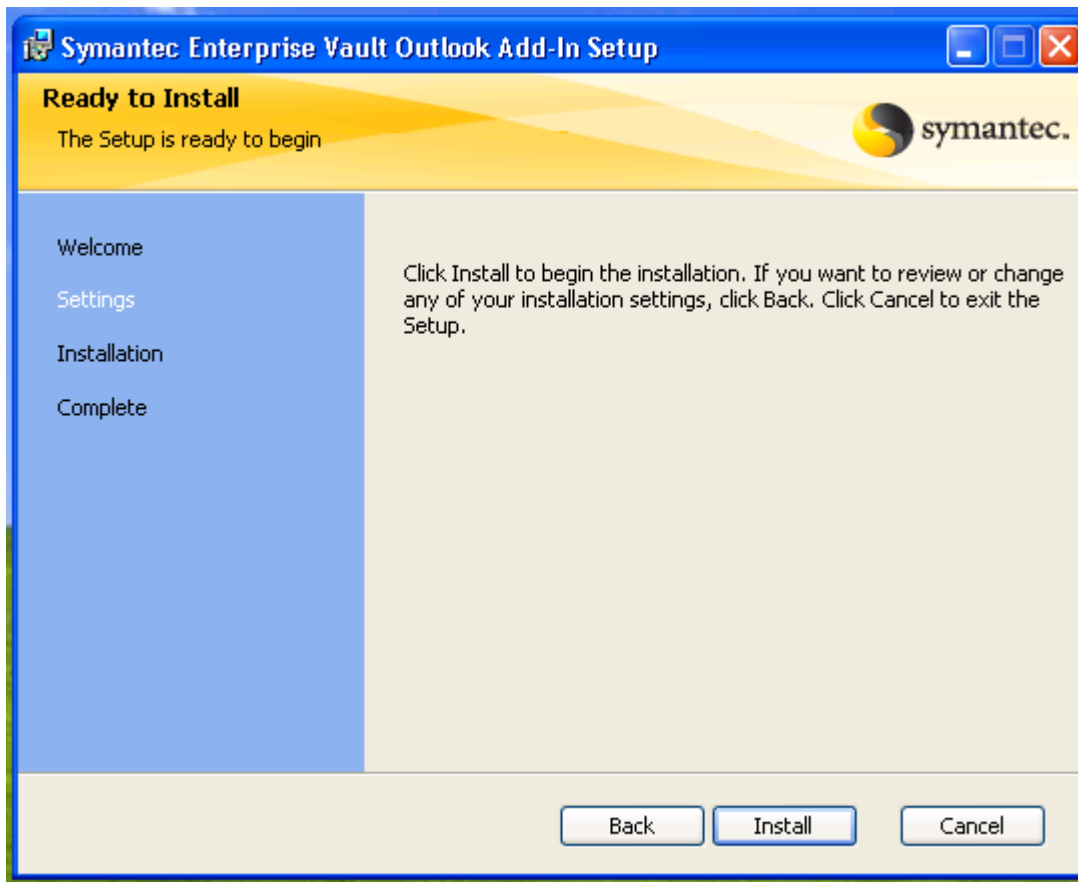 Symantec Enterprise Vault Outlook Add-In Setup
Ready to Install
The Setup is ready to begin
symantec.
Welcome
Settings
Installation
Complete
Click Install to begin the installation. If you want to review or change
any of your installation settings, click Back. Click Cancel to exit the
Setup.
Back
Install
Cancel